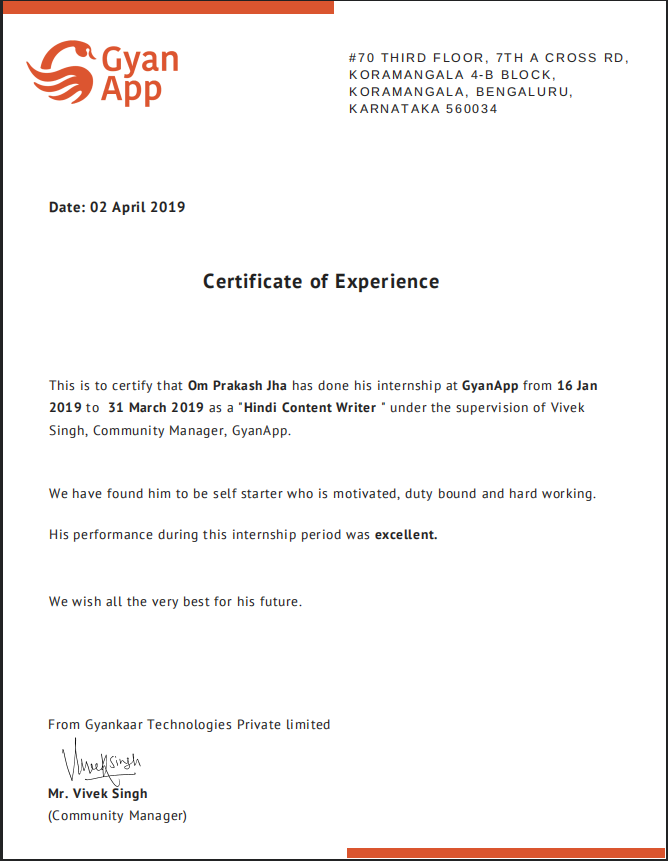 Gyan
App
#70 THIRD FLOOR, 7TH A CROSS RD,
KORAMANGALA 4-B BLOCK,
KORAMANGALA, BENGALURU,
KARNATAKA 560034
Date: 02 April 2019
Certificate of Experience
This is to certify that Om Prakash Jha has done his internship at GyanApp from 16 Jan
2019 to 31 March 2019 as a "Hindi Content Writer " under the supervision of Vivek
Singh, Community Manager, GyanApp.
We have found him to be self starter who is motivated, duty bound and hard working.
His performance during this internship period was excellent.
We wish all the very best for his future.
From Gyankaar Technologies Private limited
VivekSingh
Mr. Vivek Singh
(Community Manager)